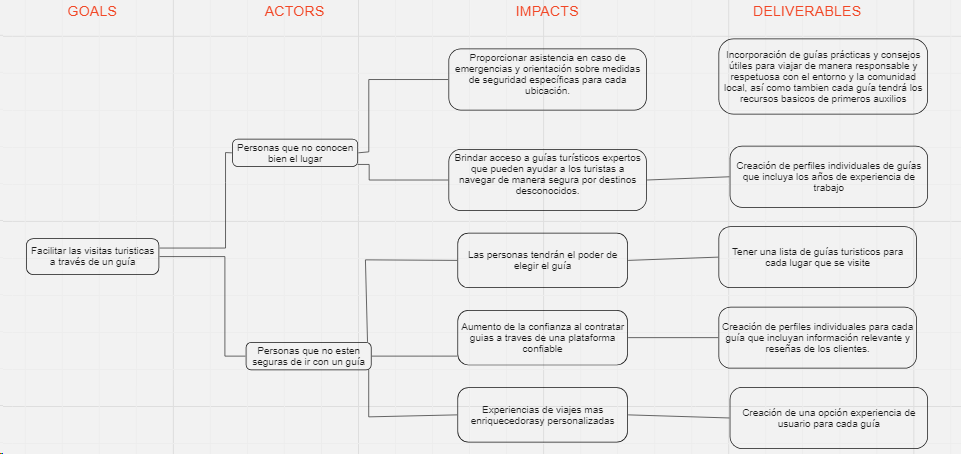 GOALS
ACTORS
IMPACTS
DELIVERABLES
Facilitar las visitas turisticas
a través de un guía
Personas que no conocen
bien el lugar
Personas que no esten
seguras de ir con un guía
Proporcionar asistencia en caso de
emergencias y orientación sobre medidas
de seguridad específicas para cada
ubicación.
Brindar acceso a guías turísticos expertos
que pueden ayudar a los turistas a
navegar de manera segura por destinos
desconocidos.
Las personas tendrán el poder de
elegir el guía
Aumento de la confianza al contratar
guias a traves de una plataforma
confiable
Experiencias de viajes mas
enriquecedorasy personalizadas
Incorporación de guías prácticas y consejos
útiles para viajar de manera responsable y
respetuosa con el entorno y la comunidad
local, así como tambien cada guía tendrá los
recursos basicos de primeros auxilios
Creación de perfiles individuales de guías
que incluya los años de experiencia de
trabajo
Tener una lista de guías turisticos para
cada lugar que se visite
Creación de perfiles individuales para cada
guía que incluyan información relevante y
reseñas de los clientes.
Creación de una opción experiencia de
usuario para cada guía